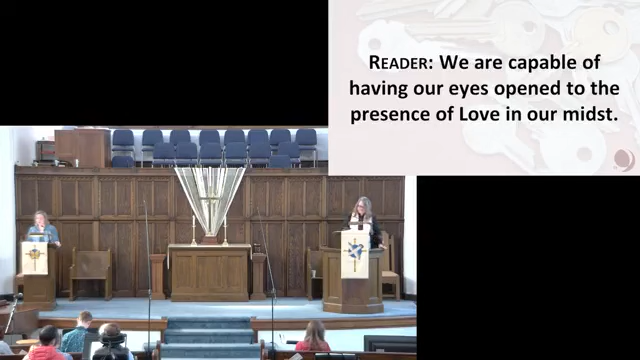 READER: We are capable of
having our eyes opened to the
presence of Love in our midst.